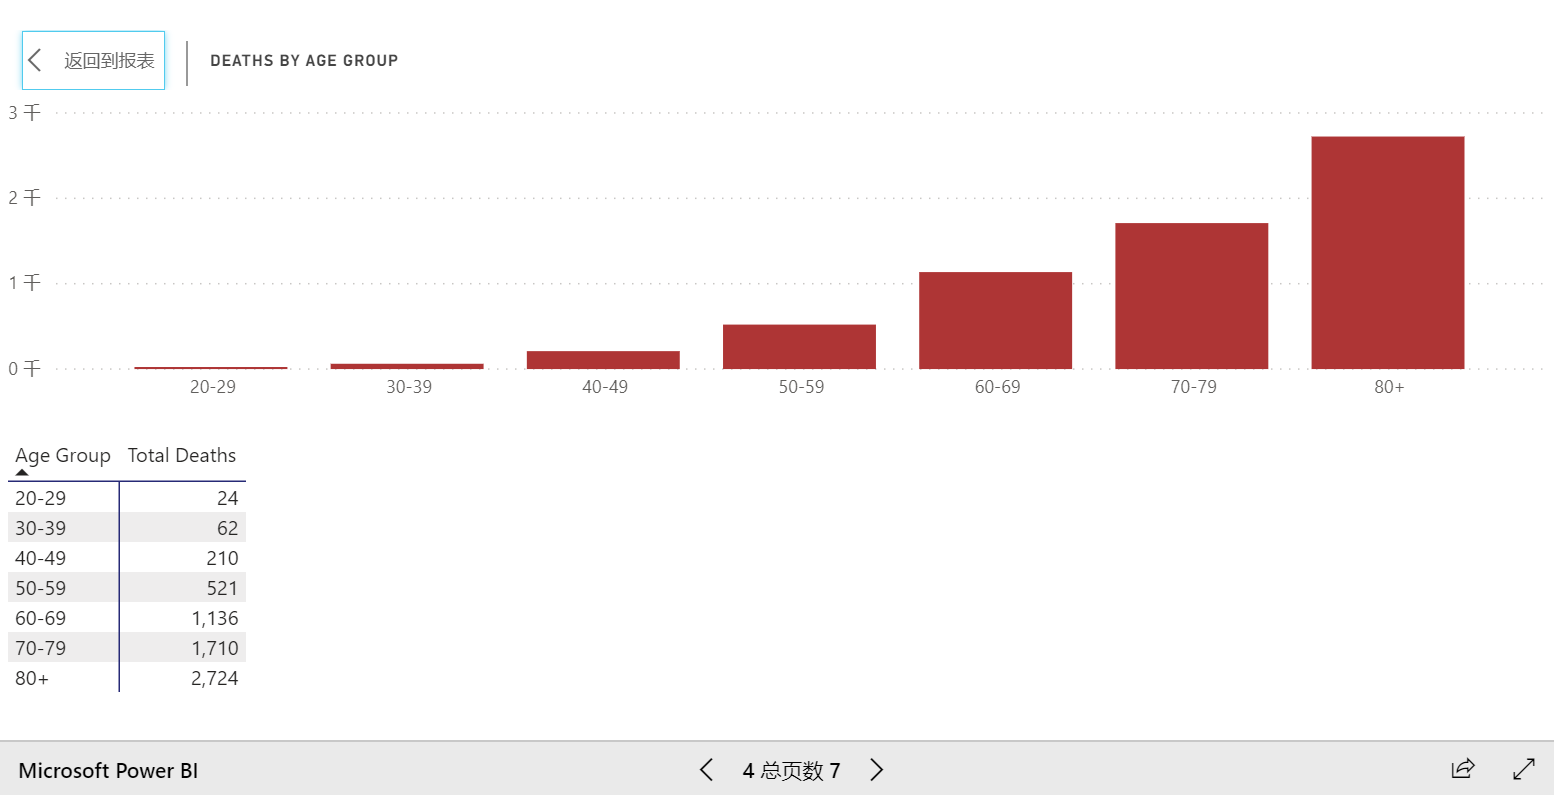 返回到报表
DEATHS BY AGE GROUP
3 千
2 千
1 千
0 千
20-29 30-39 40-49 50-59 60-69 70-79 80+
Age Group Total Deaths
20-29 24
30-39 62
40-49 210
50-59 521
60-69 1,136
70-79 1,710
80+ 2,724
Microsoft Power BI
4 总页数 7